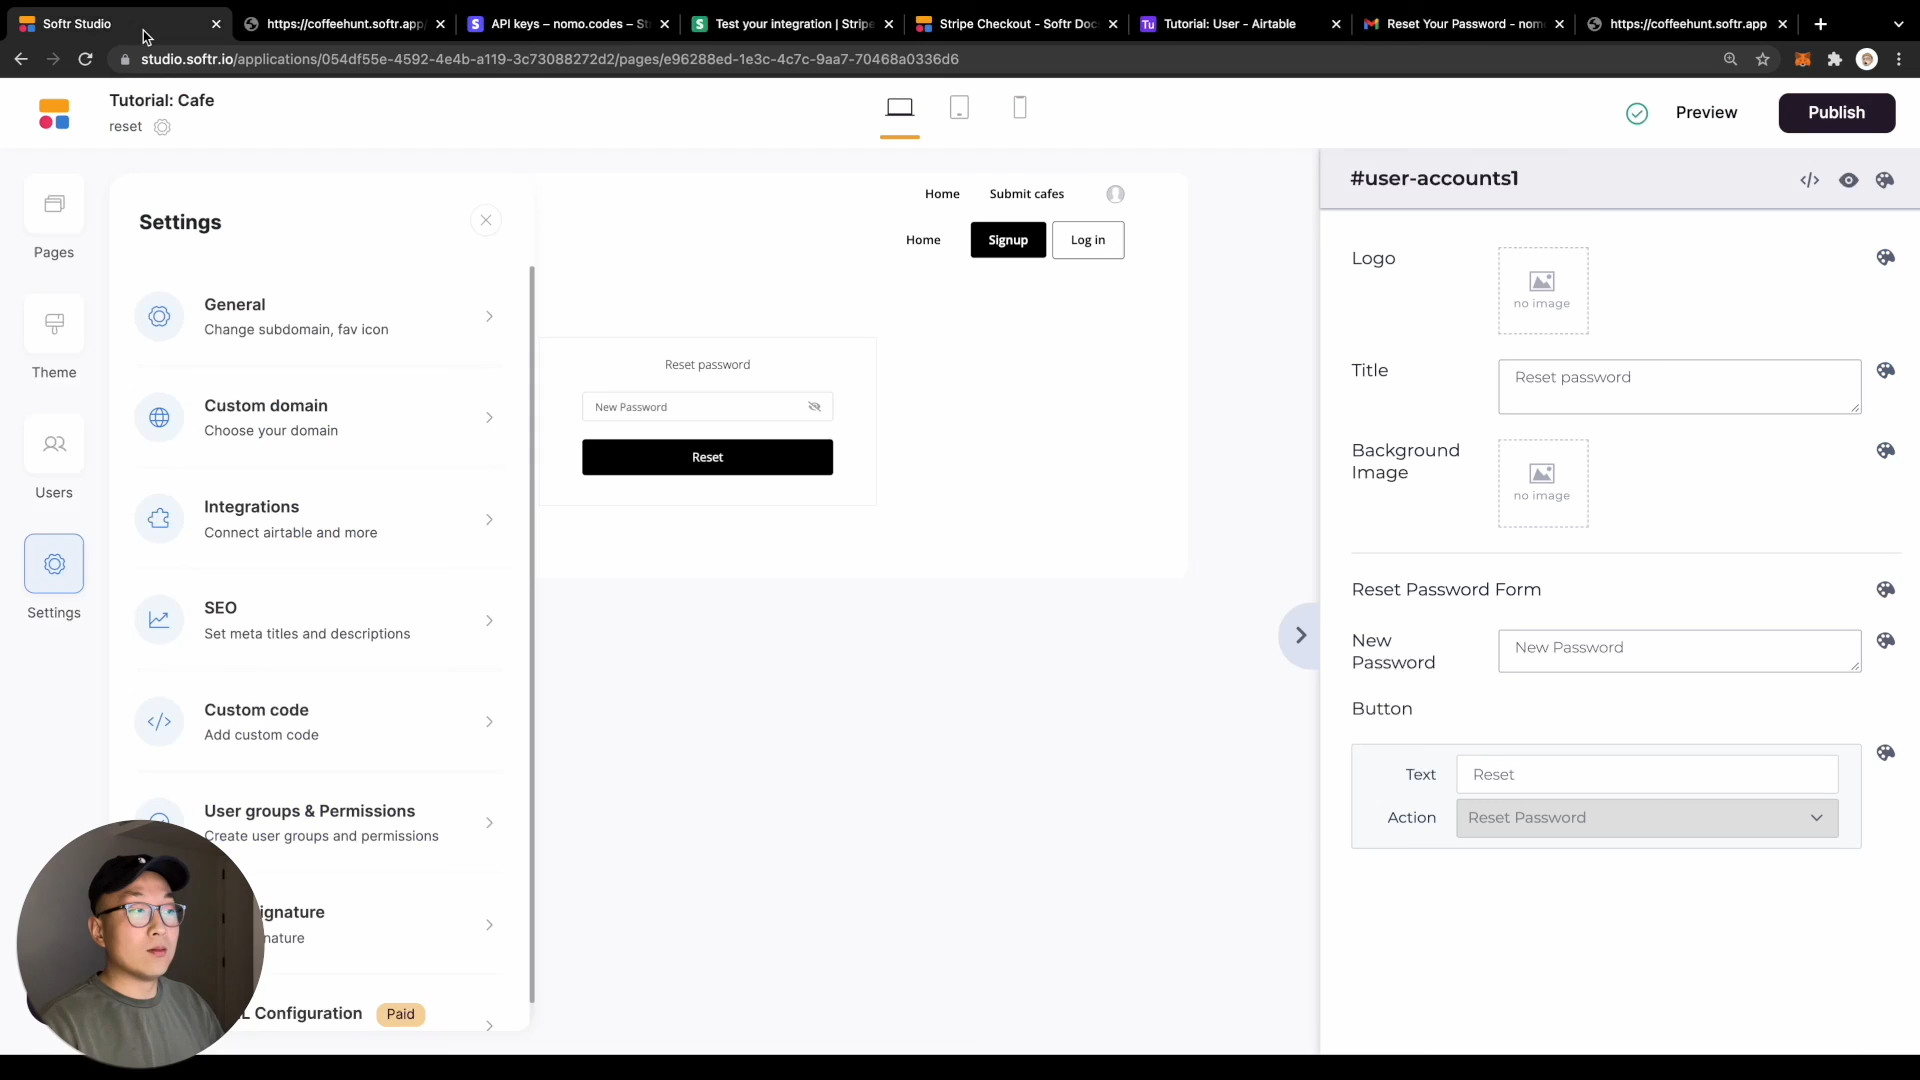 Softr Studio
https://coffeehunt.softr.app/
API keys – nomo.codes – St
Test your integration | Stripe
Stripe Checkout - Softr Doc
Tutorial: User - Airtable
Reset Your Password - nom
https://coffeehunt.softr.app
studio.softr.io/applications/054df55e-4592-4e4b-a119-3c73088272d2/pages/e96288ed-1e3c-4c7c-9aa7-70468a0336d6
Tutorial: Cafe
reset
Preview
Publish
Pages
Theme
Users
Settings
Settings
General
Change subdomain, fav icon
Custom domain
Choose your domain
Integrations
Connect airtable and more
SEO
Set meta titles and descriptions
Custom code
Add custom code
User groups & Permissions
Create user groups and permissions
ignature
nature
L Configuration
Paid
Home
Submit cafes
Home
Signup
Log in
Reset password
New Password
Reset
#user-accounts1
Logo
no image
Title
Reset password
Background
Image
no image
Reset Password Form
New
Password
New Password
Button
Text
Reset
Action
Reset Password